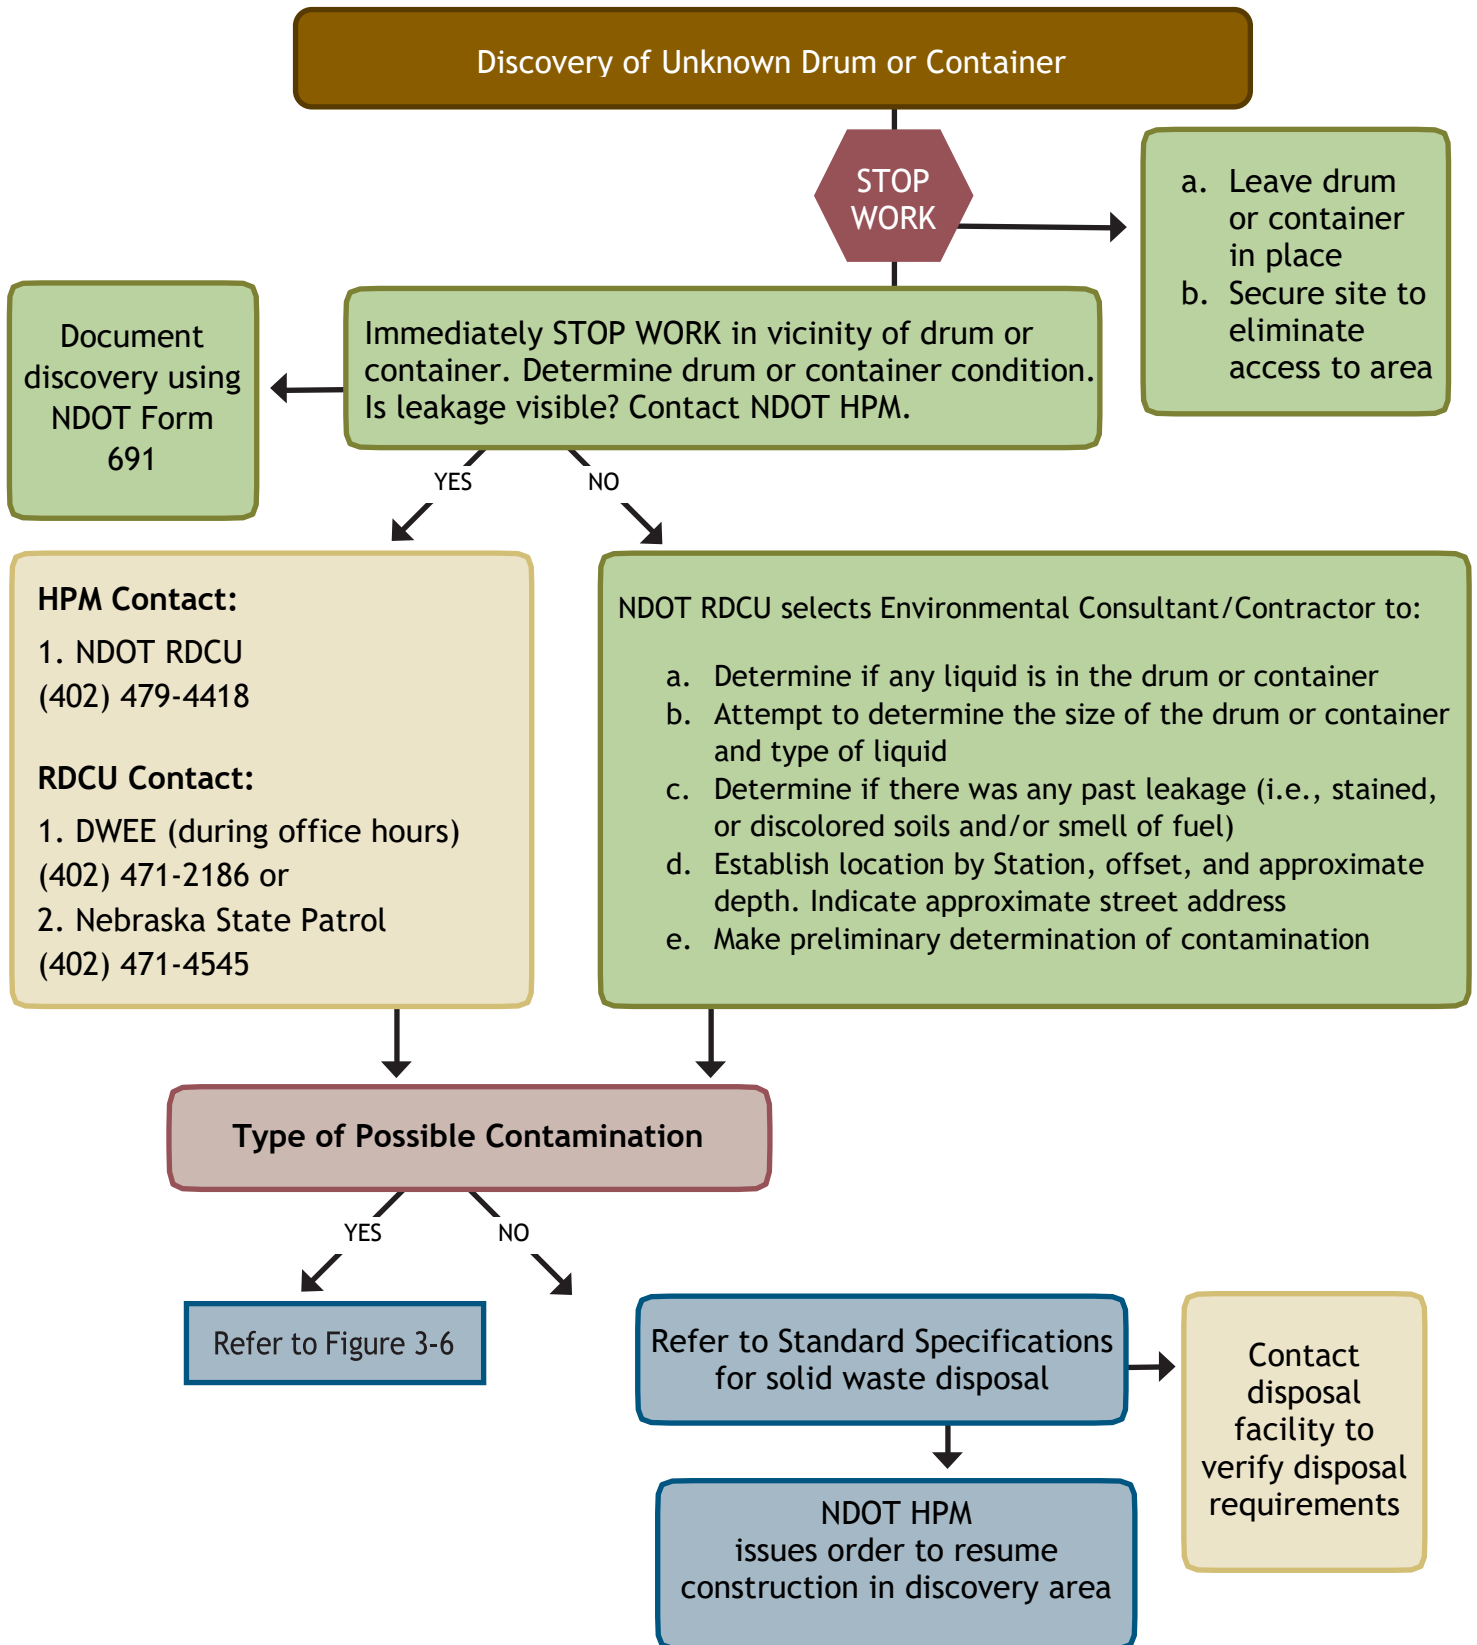 Discovery of Unknown Drum or Container
STOP
WORK
a. Leave drum
or container
in place
b. Secure site to
eliminate
access to area
Immediately STOP WORK in vicinity of drum or
container. Determine drum or container condition.
Is leakage visible? Contact NDOT HPM.
Document
discovery using
NDOT Form
691
YES
NO
HPM Contact:
1. NDOT RDCU
(402) 479-4418
RDCU Contact:
1. DWEE (during office hours)
(402) 471-2186 or
2. Nebraska State Patrol
(402) 471-4545
NDOT RDCU selects Environmental Consultant/Contractor to:
a. Determine if any liquid is in the drum or container
b. Attempt to determine the size of the drum or container
and type of liquid
c. Determine if there was any past leakage (i.e., stained,
or discolored soils and/or smell of fuel)
d. Establish location by Station, offset, and approximate
depth. Indicate approximate street address
e. Make preliminary determination of contamination
Type of Possible Contamination
YES
NO
Refer to Figure 3-6
Refer to Standard Specifications
for solid waste disposal
Contact
disposal
facility to
verify disposal
requirements
NDOT HPM
issues order to resume
construction in discovery area